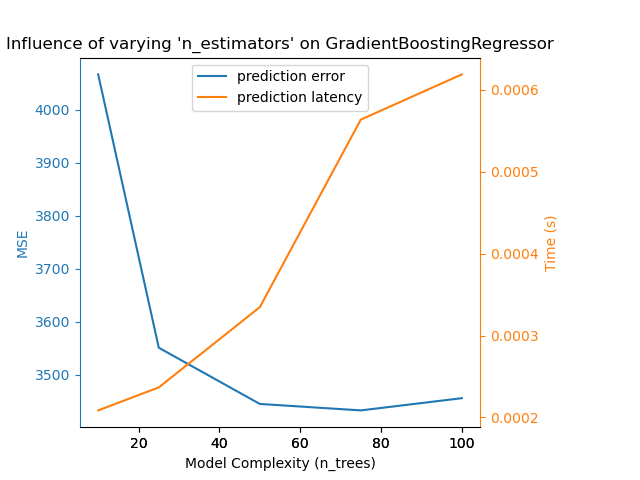 Influence of varying 'n_estimators' on GradientBoostingRegressor
prediction error
prediction latency
4000
3900
3800
3700
3600
3500
MSE
0.0006
0.0005
0.0004
0.0003
0.0002
Time (s)
20 40 60 80 100
Model Complexity (n_trees)